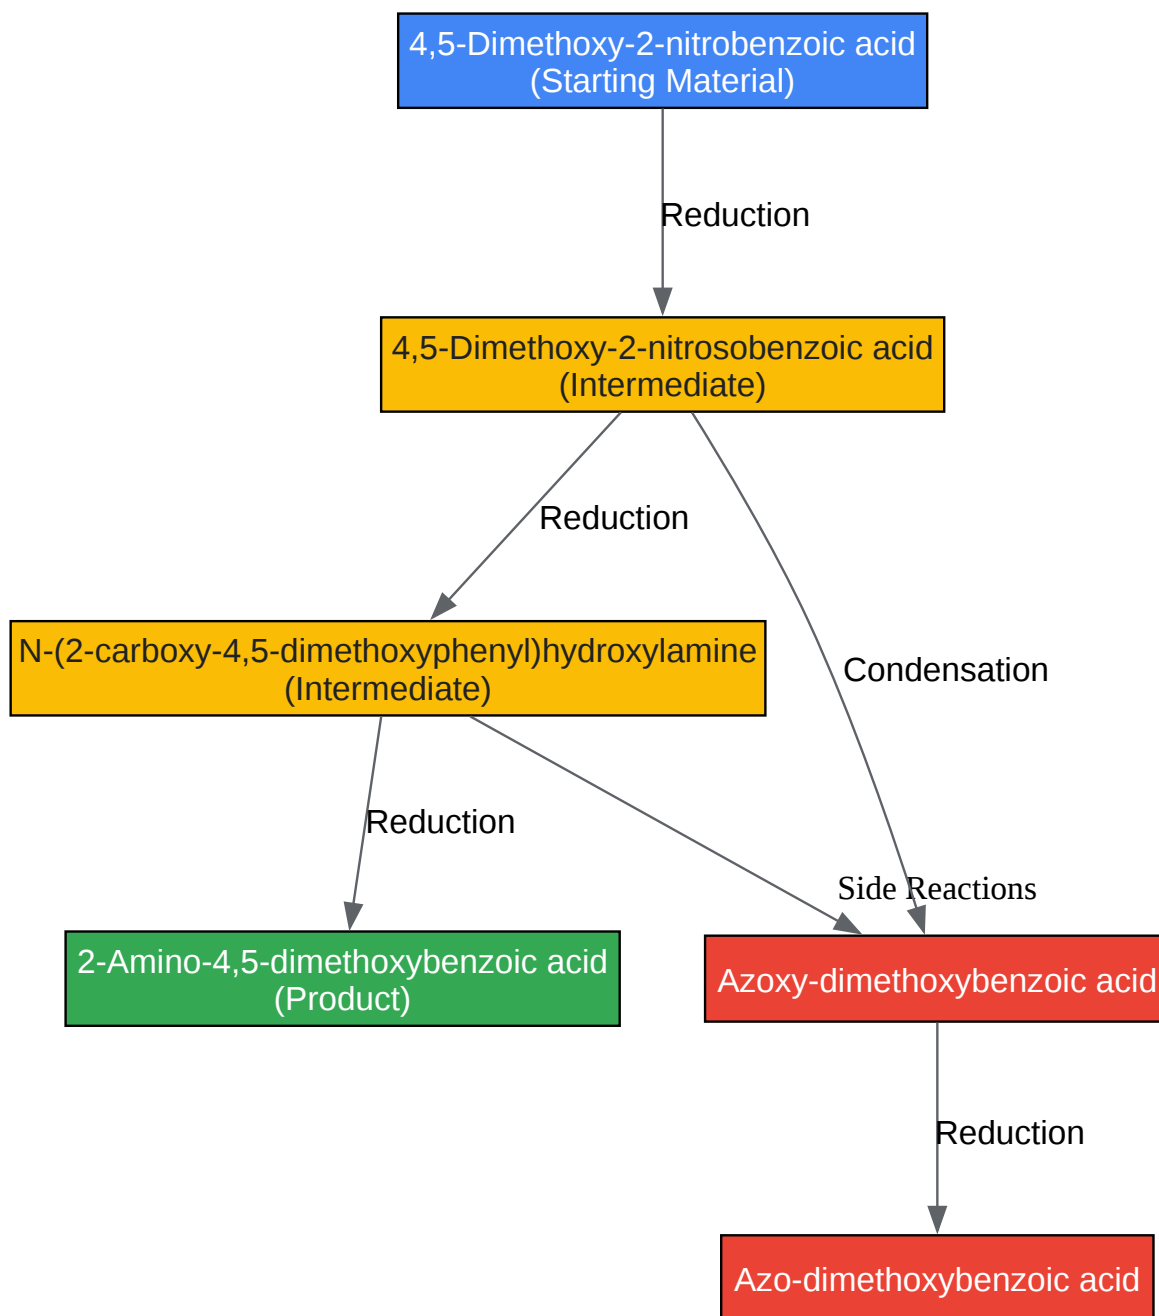 4,5-Dimethoxy-2-nitrobenzoic acid
(Starting Material)
Reduction
4,5-Dimethoxy-2-nitrosobenzoic acid
(Intermediate)
Reduction
N-(2-carboxy-4,5-dimethoxyphenyl)hydroxylamine
(Intermediate)
Condensation
Reduction
Side Reactions
2-Amino-4,5-dimethoxybenzoic acid
(Product)
Azoxy-dimethoxybenzoic acid
Reduction
Azo-dimethoxybenzoic acid